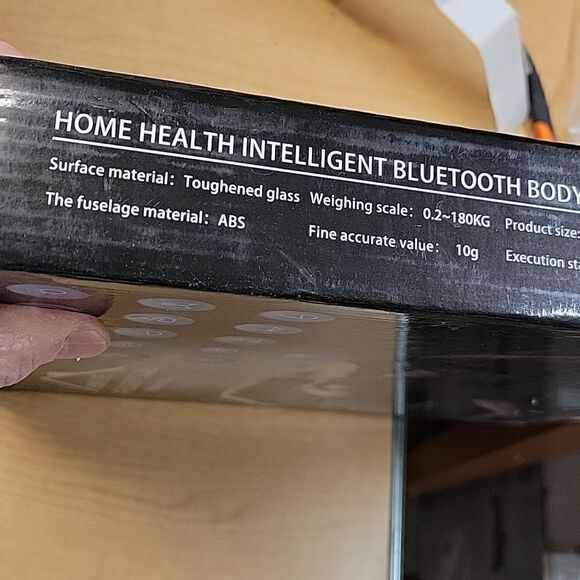 HOME HEALTH INTELLIGENT BLUETOOTH BODY
Surface material: Toughened glass Weighing scale: 0.2~180KG Product size:
The fuselage material: ABS Fine accurate value: 10g Execution sta